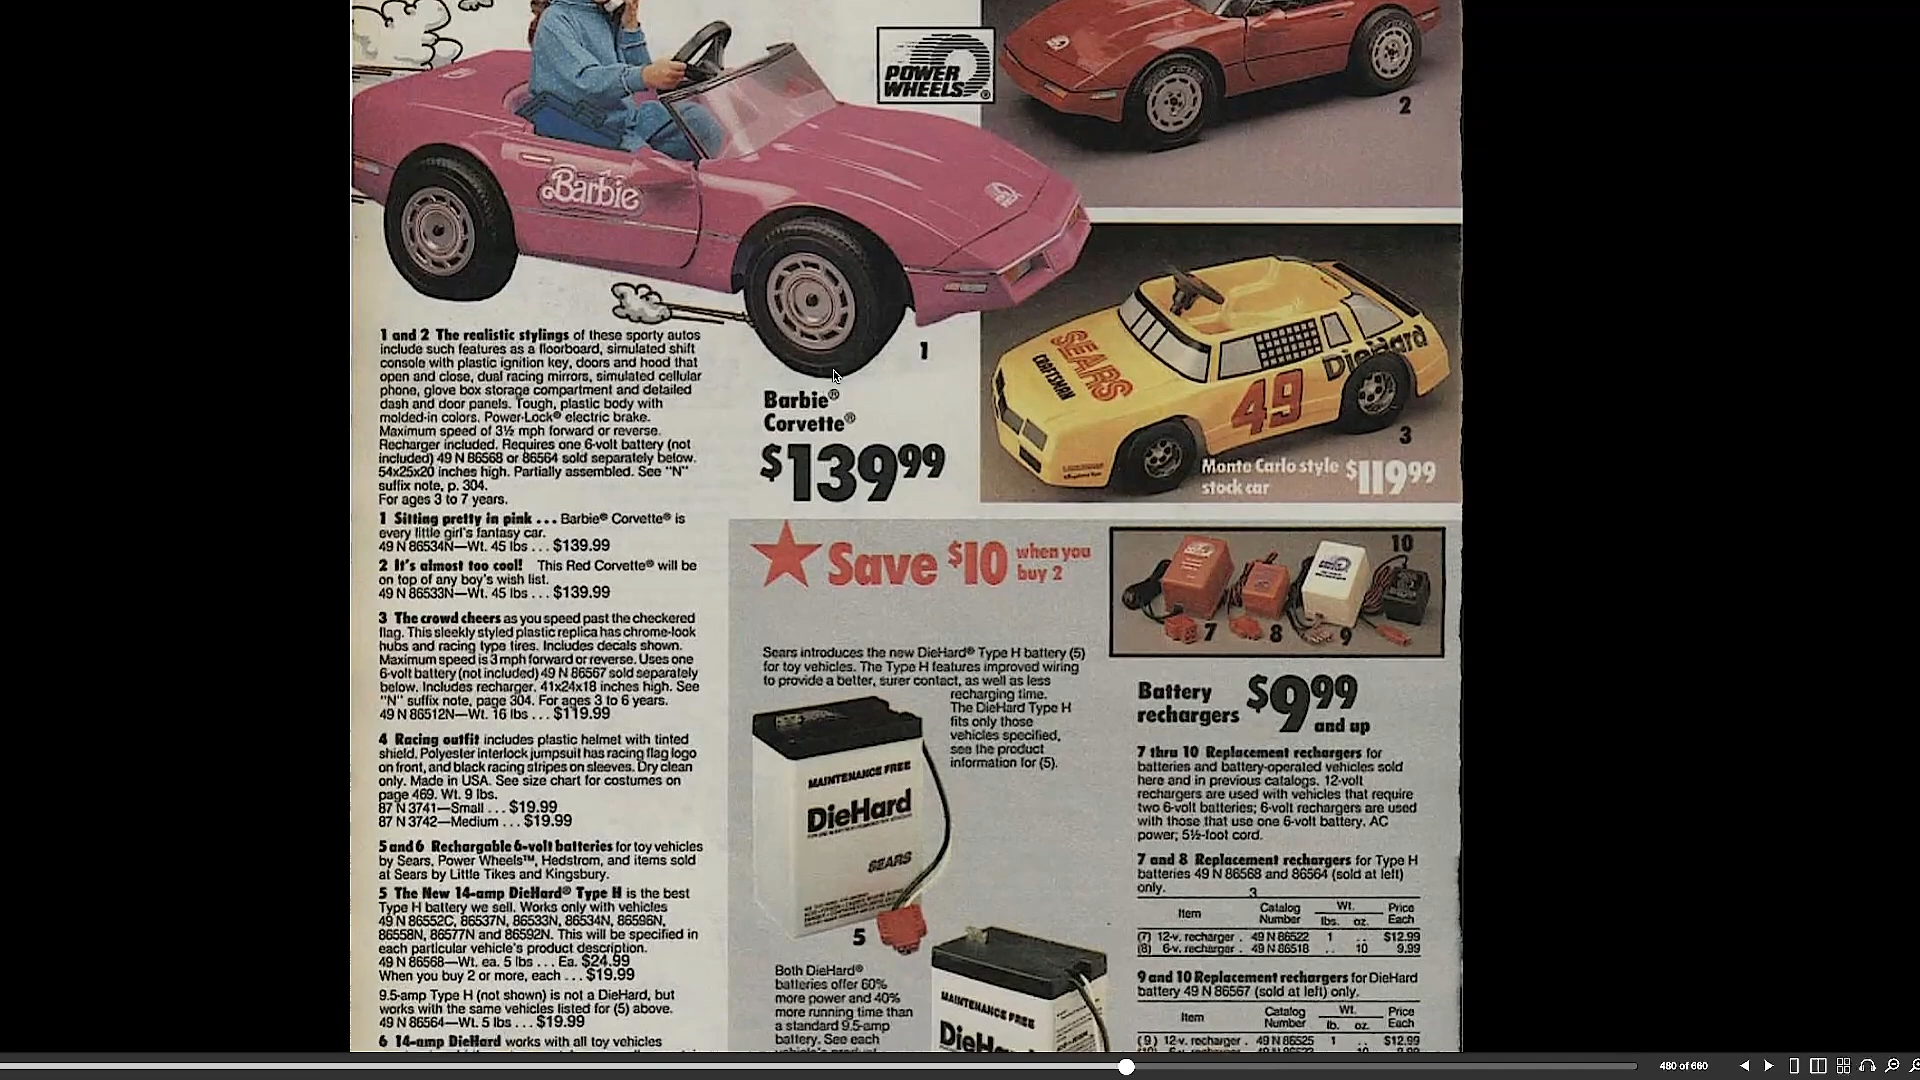 POWER
WHEELS®
2
Barbie
1
SEARS
CRAFTSMAN
49
DieHard
3
Monte Carlo style
stock car
$119.99
Barbie®
Corvette®
$139.99
1 and 2 The realistic stylings of these sporty autos
include such features as a floorboard, simulated shift
console with plastic ignition key, doors and hood that
open and close, dual racing mirrors, simulated cellular
phone, glove box storage compartment and detailed
dash and door panels. Tough, plastic body with
molded-in colors. Power-Lock® electric brake.
Maximum speed of 3½ mph forward or reverse.
Recharger included. Requires one 6-volt battery (not
included) 49 N 86568 or 86564 sold separately below.
54x25x20 inches high. Partially assembled. See "N"
suffix note, p. 304.
For ages 3 to 7 years.
1 Sitting pretty in pink ... Barbie® Corvette® is
every little girl's fantasy car.
49 N 86534N—Wt. 45 lbs ... $139.99
2 It's almost too cool! This Red Corvette® will be
on top of any boy's wish list.
49 N 86533N—Wt. 45 lbs ... $139.99
3 The crowd cheers as you speed past the checkered
flag. This sleekly styled plastic replica has chrome-look
hubs and racing type tires. Includes decals shown.
Maximum speed is 3 mph forward or reverse. Uses one
6-volt battery (not included) 49 N 86567 sold separately
below. Includes recharger. 41x24x18 inches high. See
"N" suffix note, page 304. For ages 3 to 6 years.
49 N 86512N—Wt. 16 lbs ... $119.99
4 Racing outfit includes plastic helmet with tinted
shield. Polyester interlock jumpsuit has racing flag logo
on front, and black racing stripes on sleeves. Dry clean
only. Made in USA. See size chart for costumes on
page 469. Wt. 9 lbs.
87 N 3741—Small ... $19.99
87 N 3742—Medium ... $19.99
5 and 6 Rechargable 6-volt batteries for toy vehicles
by Sears, Power Wheels™, Hedstrom, and items sold
at Sears by Little Tikes and Kingsbury.
5 The New 14-amp DieHard® Type H is the best
Type H battery we sell. Works only with vehicles
49 N 86552C, 86537N, 86533N, 86534N, 86596N,
86558N, 86577N and 86592N. This will be specified in
each particular vehicle's product description.
49 N 86568—Wt. ea. 5 lbs ... Ea. $24.99
When you buy 2 or more, each ... $19.99
9.5-amp Type H (not shown) is not a DieHard, but
works with the same vehicles listed for (5) above.
49 N 86564—Wt. 5 lbs ... $19.99
6 14-amp DieHard works with all toy vehicles
Save $10 when you
buy 2
Sears introduces the new DieHard® Type H battery (5)
for toy vehicles. The Type H features improved wiring
to provide a better, surer contact, as well as less
recharging time.
The DieHard Type H
fits only those
vehicles specified,
see the product
information for (5).
MAINTENANCE FREE
DieHard
SEARS
5
Both DieHard®
batteries offer 60%
more power and 40%
more running time than
a standard 9.5-amp
battery. See each
MAINTENANCE FREE
DieHard
7
8
9
10
Battery
rechargers $9.99
and up
7 thru 10 Replacement rechargers for
batteries and battery-operated vehicles sold
here and in previous catalogs. 12-volt
rechargers are used with vehicles that require
two 6-volt batteries; 6-volt rechargers are used
with those that use one 6-volt battery. AC
power; 5½-foot cord.
7 and 8 Replacement rechargers for Type H
batteries 49 N 86568 and 86564 (sold at left)
only.
3
Item Catalog Number Wt. lbs. oz. Price Each
(7) 12-v. recharger . 49 N 86522 1 .. $12.99
(8) 6-v. recharger . 49 N 86518 .. 10 9.99
9 and 10 Replacement rechargers for DieHard
battery 49 N 86567 (sold at left) only.
Item Catalog Number Wt. lb. oz. Price Each
(9) 12-v. recharger . 49 N 86525 1 .. $12.99
480 of 660